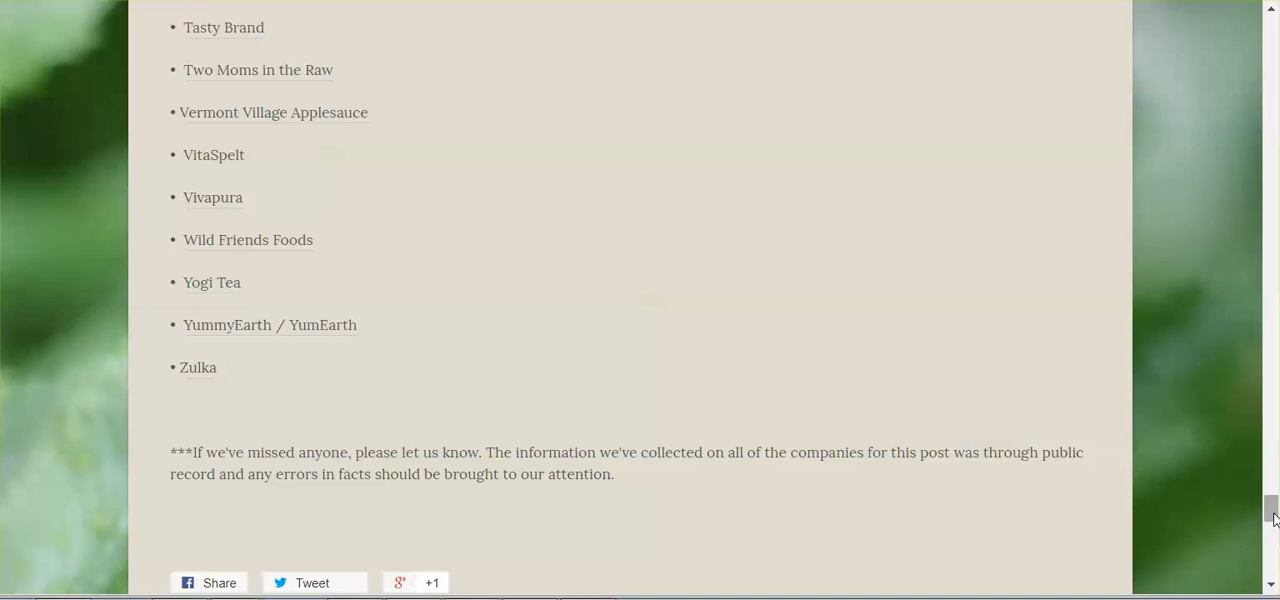 • Tasty Brand
• Two Moms in the Raw
• Vermont Village Applesauce
• VitaSpelt
• Vivapura
• Wild Friends Foods
• Yogi Tea
• YummyEarth / YumEarth
• Zulka
***If we've missed anyone, please let us know. The information we've collected on all of the companies for this post was through public
record and any errors in facts should be brought to our attention.
Share Tweet g+ +1